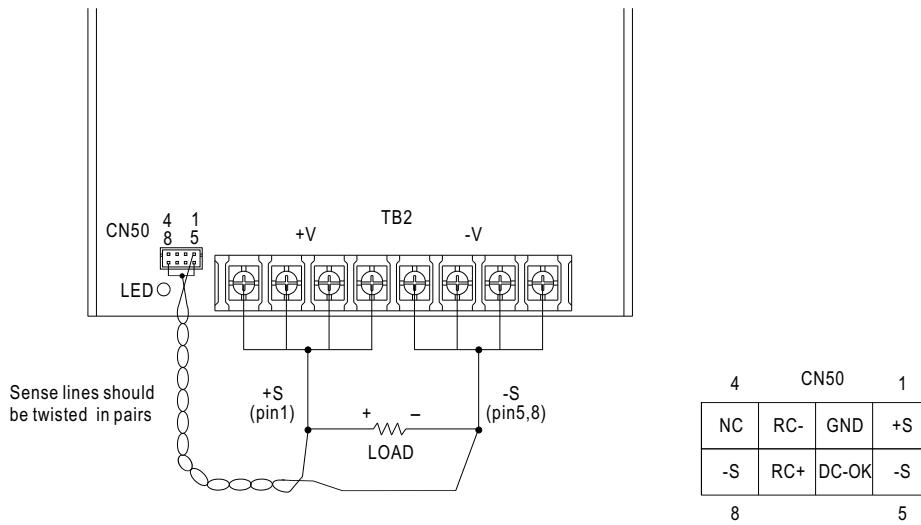 TB2
CN50
4 1
8 5
+V -V
LED
Sense lines should
be twisted in pairs
+S
(pin1)
-S
(pin5,8)
+ –
LOAD
4 CN50 1
NC RC- GND +S
-S RC+ DC-OK -S
8 5